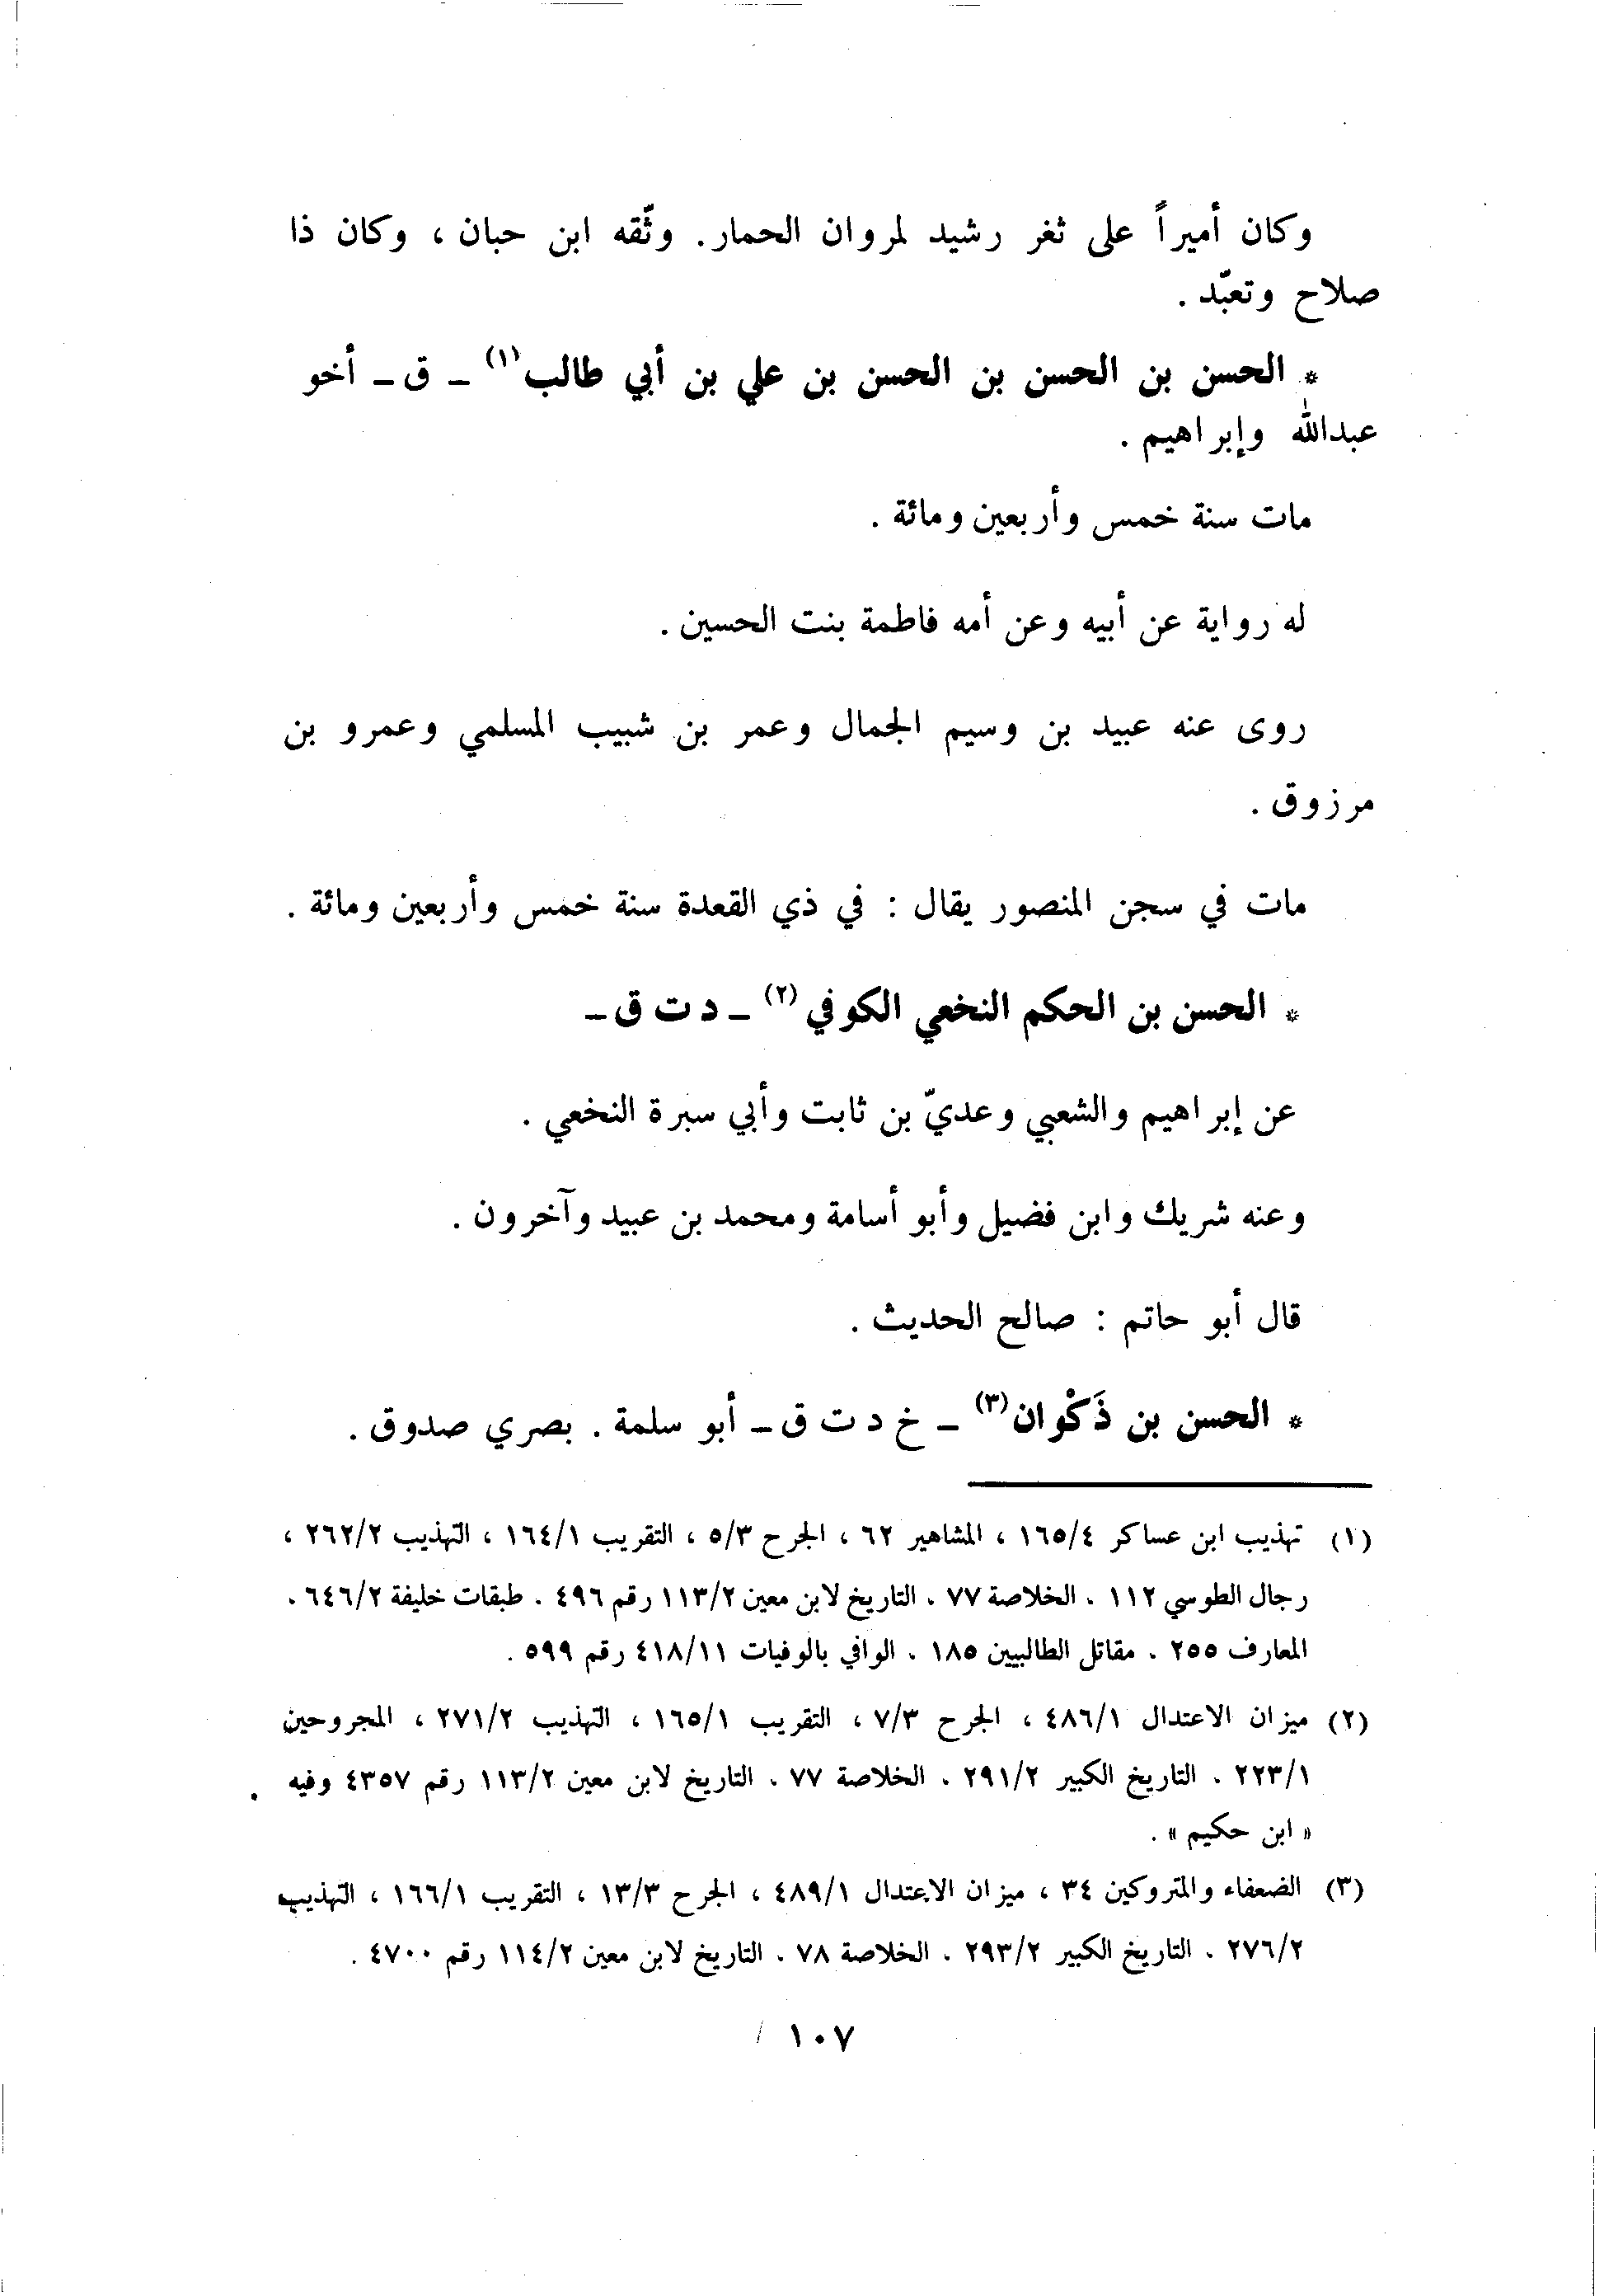 وكان أميراً على ثغر رشيد لمروان الحمار. وثّقه ابن حبان ، وكان ذا
صلاح وتعبّد .
* الحسن بن الحسن بن الحسن بن علي بن أبي طالب (١) ــ ق ــ أخو
عبدالله وإبراهيم .
مات سنة خمس وأربعين ومائة .
له رواية عن أبيه وعن أمه فاطمة بنت الحسين .
روى عنه عبيد بن وسيم الجمال وعمر بن شبيب المسلمي وعمرو بن
مرزوق .
مات في سجن المنصور يقال : في ذي القعدة سنة خمس وأربعين ومائة .
* الحسن بن الحكم النخعي الكوفي (٢) ــ د ت ق ــ
عن إبراهيم والشعبي وعديّ بن ثابت وأبي سبرة النخعي .
وعنه شريك وابن فضيل وأبو أسامة ومحمد بن عبيد وآخرون .
قال أبو حاتم : صالح الحديث .
* الحسن بن ذَكْوان (٣) ــ خ د ت ق ــ أبو سلمة . بصري صدوق .
(١) تهذيب ابن عساكر ١٦٥/٤ ، المشاهير ٦٢ ، الجرح ٥/٣ ، التقريب ١٦٤/١ ، التهذيب ٢٦٢/٢ ،
رجال الطوسي ١١٢ . الخلاصة ٧٧ . التاريخ لابن معين ١١٣/٢ رقم ٤٩٦ . طبقات خليفة ٦٤٦/٢ .
المعارف ٢٥٥ . مقاتل الطالبيين ١٨٥ . الوافي بالوفيات ٤١٨/١١ رقم ٥٩٩ .
(٢) ميزان الاعتدال ٤٨٦/١ ، الجرح ٧/٣ ، التقريب ١٦٥/١ ، التهذيب ٢٧١/٢ ، المجروحين
٢٢٣/١ . التاريخ الكبير ٢٩١/٢ . الخلاصة ٧٧ . التاريخ لابن معين ١١٣/٢ رقم ٤٣٥٧ وفيه
« ابن حكيم » .
(٣) الضعفاء والمتروكين ٣٤ ، ميزان الاعتدال ٤٨٩/١ ، الجرح ١٣/٣ ، التقريب ١٦٦/١ ، التهذيب
٢٧٦/٢ . التاريخ الكبير ٢٩٣/٢ . الخلاصة ٧٨ . التاريخ لابن معين ١١٤/٢ رقم ٤٧٠٠ .
١٠٧